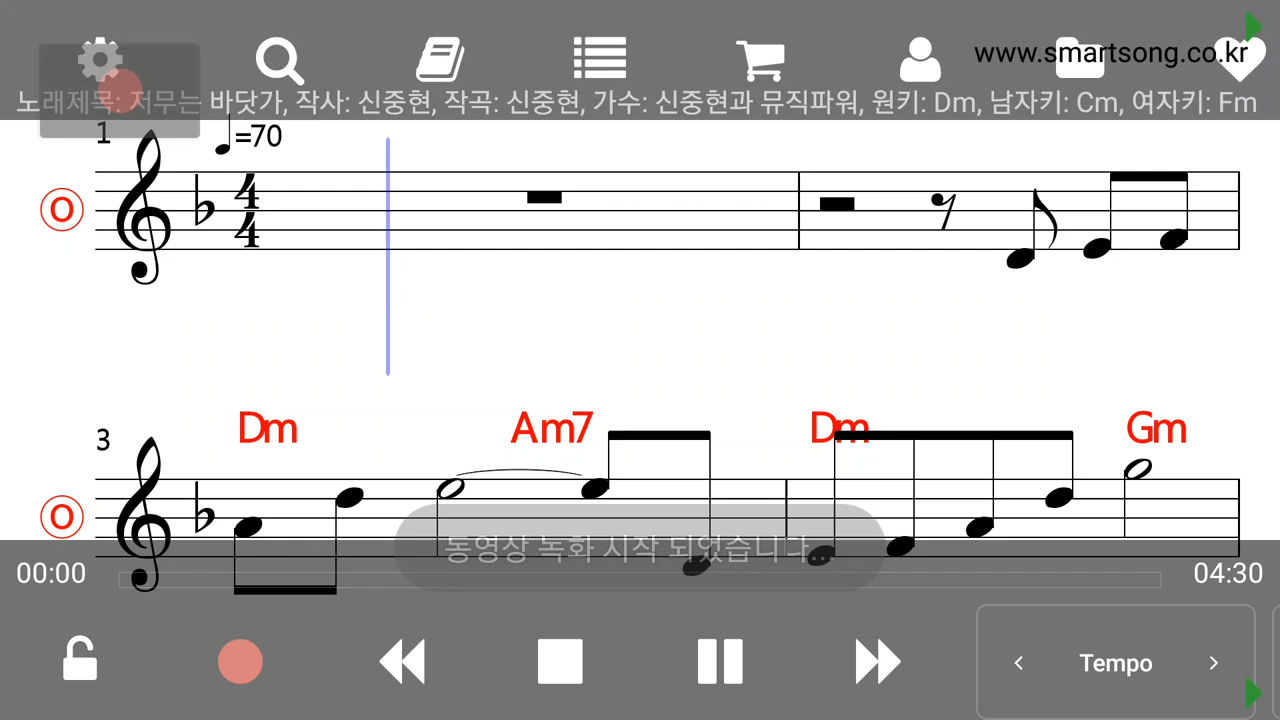 www.smartsong.co.kr
노래제목: 저무는 바닷가, 작사: 신중현, 작곡: 신중현, 가수: 신중현과 뮤직파워, 원키: Dm, 남자키: Cm, 여자키: Fm
1
=70
4
4
O
Dm Am7 Dm Gm
3
O
동영상 녹화 시작 되었습니다...
00:00
04:30
Tempo